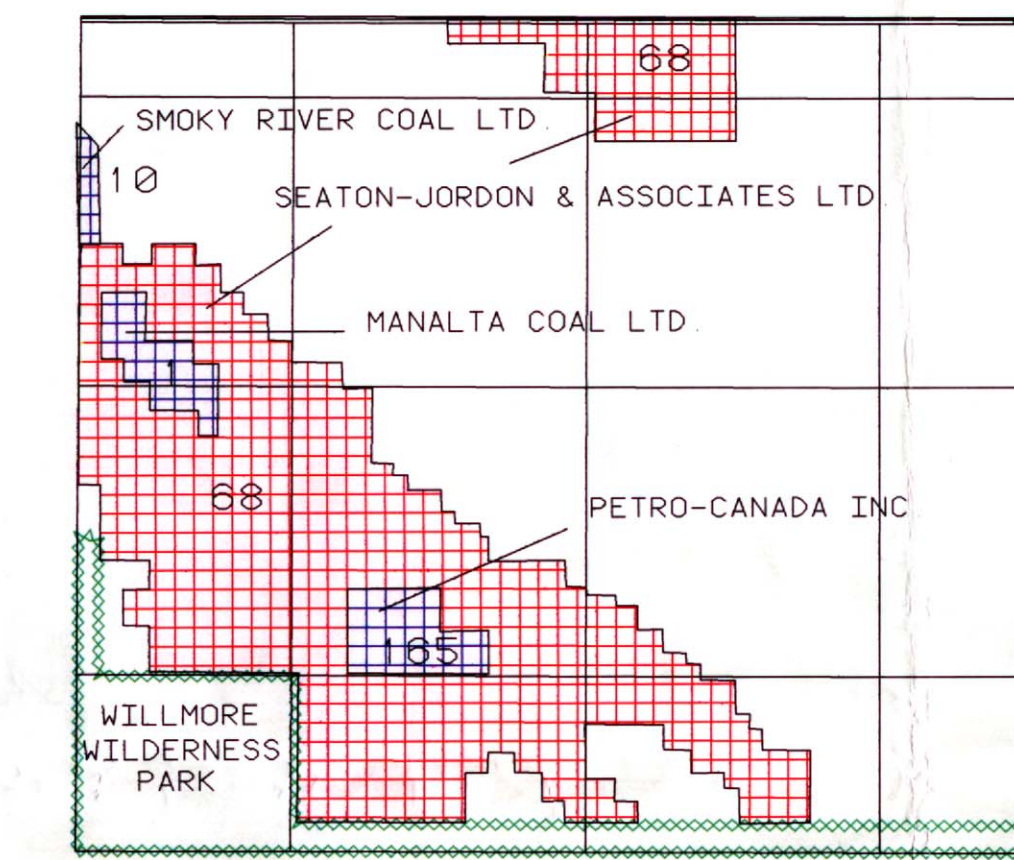 68
SMOKY RIVER COAL LTD.
10
SEATON-JORDON & ASSOCIATES LTD
MANALTA COAL LTD.
1
68
PETRO-CANADA INC
165
WILLMORE
WILDERNESS
PARK